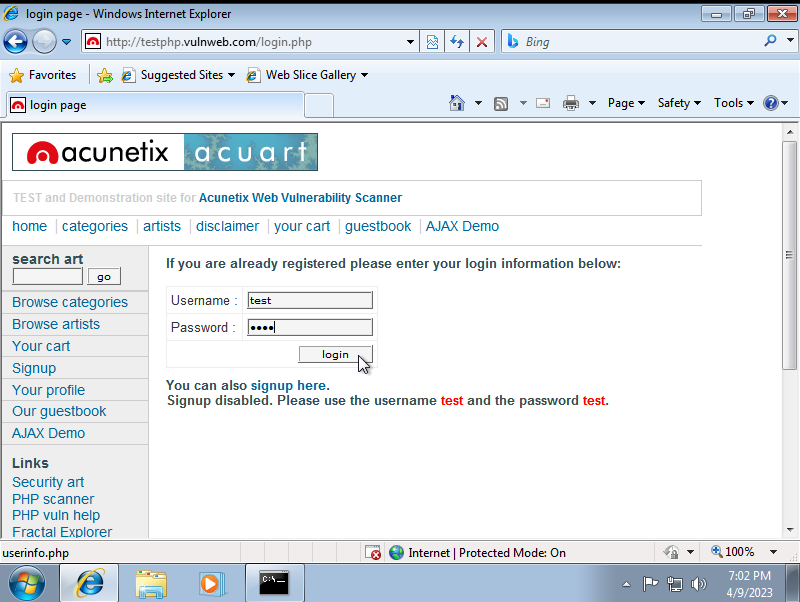 login page - Windows Internet Explorer
http://testphp.vulnweb.com/login.php
Bing
Favorites
Suggested Sites
Web Slice Gallery
login page
Page
Safety
Tools
acunetix
acuart
TEST and Demonstration site for Acunetix Web Vulnerability Scanner
home
categories
artists
disclaimer
your cart
guestbook
AJAX Demo
search art
go
Browse categories
Browse artists
Your cart
Signup
Your profile
Our guestbook
AJAX Demo
Links
Security art
PHP scanner
PHP vuln help
Fractal Explorer
If you are already registered please enter your login information below:
Username : test
Password : ••••
login
You can also signup here.
Signup disabled. Please use the username test and the password test.
userinfo.php
Internet | Protected Mode: On
100%
C:\
7:02 PM
4/9/2023